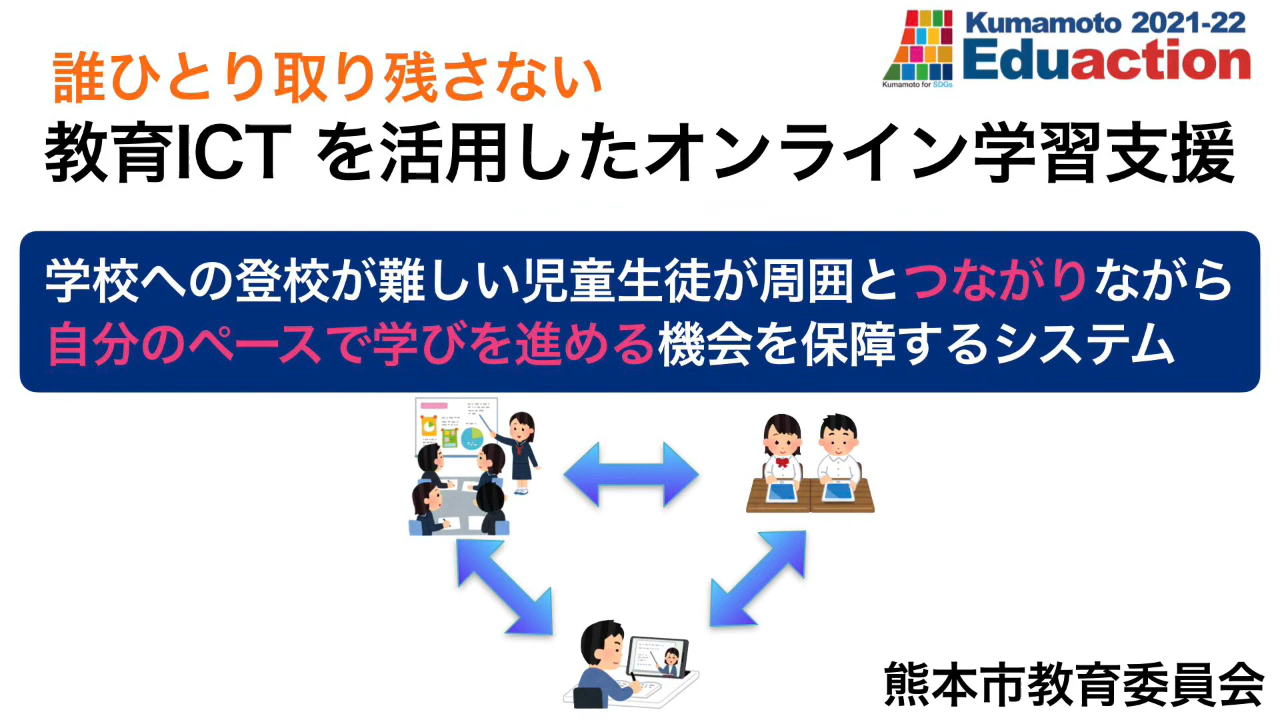 Kumamoto 2021-22
Eduaction
Kumamoto for SDGs
誰ひとり取り残さない
教育ICT を活用したオンライン学習支援
学校への登校が難しい児童生徒が周囲とつながりながら
自分のペースで学びを進める機会を保障するシステム
熊本市教育委員会